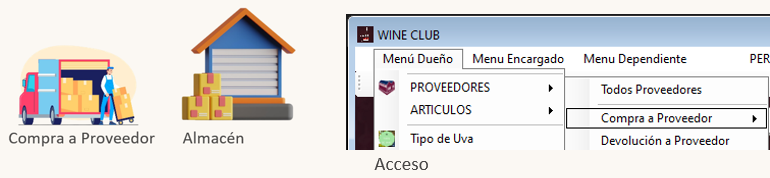 Compra a Proveedor
Almacén
WINE CLUB
Menú Dueño Menu Encargado Menu Dependiente PER
PROVEEDORES
ARTICULOS
Tipo de Uva
Todos Proveedores
Compra a Proveedor
Devolución a Proveedor
Acceso